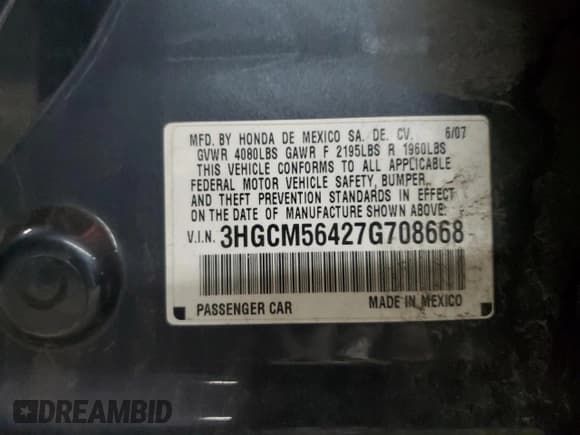 MFD. BY HONDA DE MEXICO SA. DE. CV. 6/07
GVWR 4080LBS GAWR F 2195LBS R 1960LBS
THIS VEHICLE CONFORMS TO ALL APPLICABLE
FEDERAL MOTOR VEHICLE SAFETY, BUMPER,
AND THEFT PREVENTION STANDARDS IN EFFECT
ON THE DATE OF MANUFACTURE SHOWN ABOVE.
V.I.N. 3HGCM56427G708668
PASSENGER CAR MADE IN MEXICO
DREAMBID